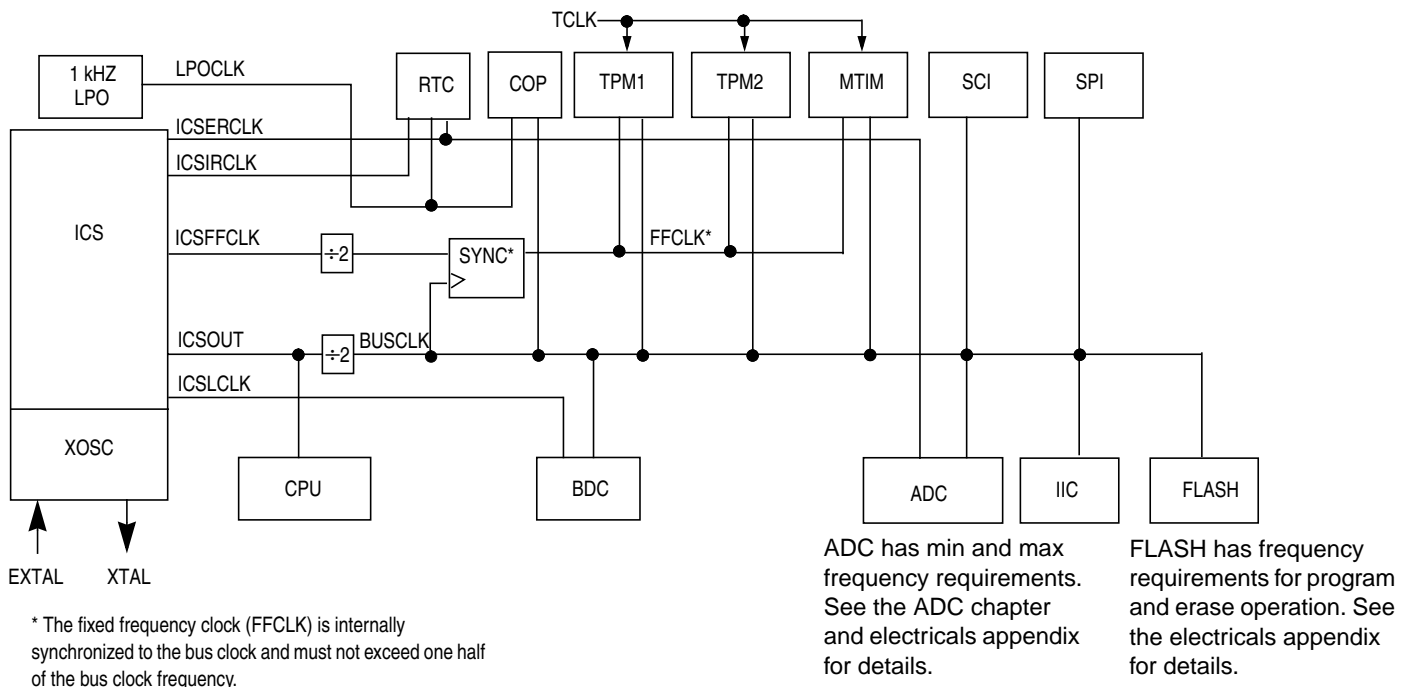 TCLK
1 kHZ
LPO
LPOCLK
RTC
COP
TPM1
TPM2
MTIM
SCI
SPI
ICSERCLK
ICSIRCLK
ICS
ICSFFCLK
÷2
SYNC*
FFCLK*
ICSOUT
÷2
BUSCLK
ICSLCLK
XOSC
CPU
BDC
ADC
IIC
FLASH
EXTAL
XTAL
ADC has min and max
frequency requirements.
See the ADC chapter
and electricals appendix
for details.
FLASH has frequency
requirements for program
and erase operation. See
the electricals appendix
for details.
* The fixed frequency clock (FFCLK) is internally
synchronized to the bus clock and must not exceed one half
of the bus clock frequency.